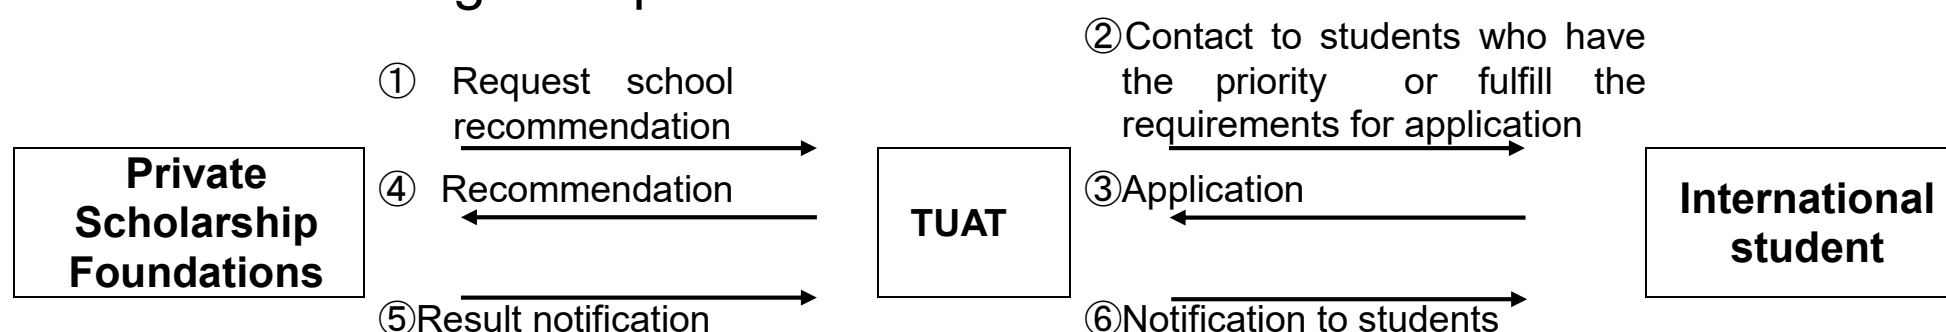 ②Contact to students who have
the priority or fulfill the
requirements for application
① Request school
recommendation
Private
Scholarship
Foundations
④ Recommendation
TUAT
③Application
International
student
⑤Result notification
⑥Notification to students